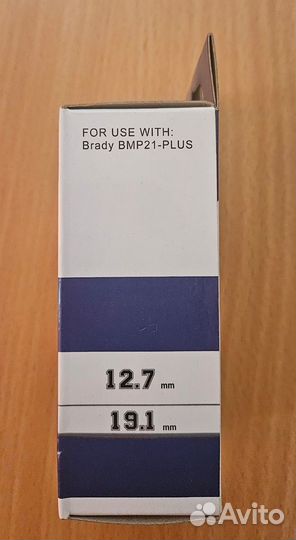 FOR USE WITH:
Brady BMP21-PLUS
12.7 mm
19.1 mm
Avito